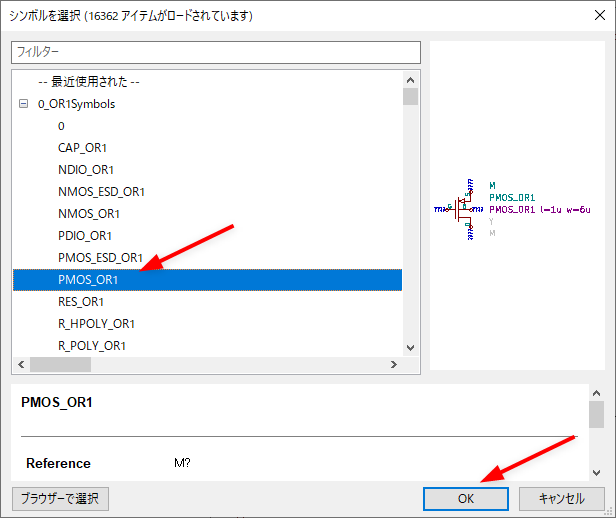 シンボルを選択 (16362 アイテムがロードされています)
フィルター
-- 最近使用された --
0_OR1Symbols
0
CAP_OR1
NDIO_OR1
NMOS_ESD_OR1
NMOS_OR1
PDIO_OR1
PMOS_ESD_OR1
PMOS_OR1
RES_OR1
R_HPOLY_OR1
R_POLY_OR1
M
PMOS_OR1
PMOS_OR1 l=1u w=6u
Y
M
PMOS_OR1
Reference M?
ブラウザーで選択
OK
キャンセル